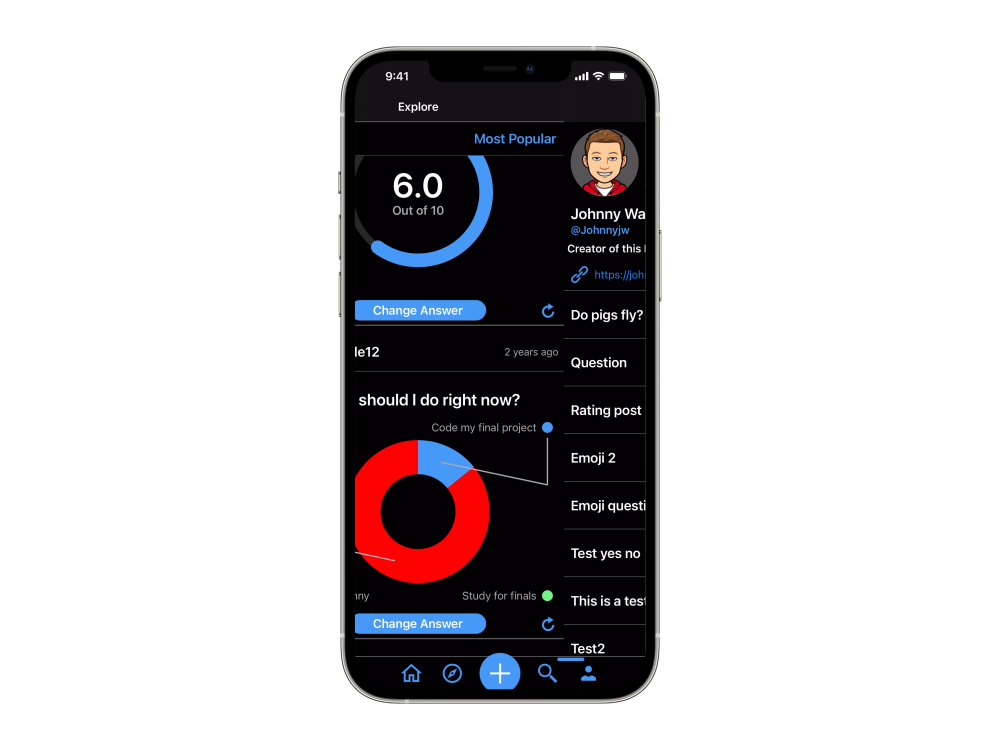 9:41
Explore
Most Popular
6.0
Out of 10
Change Answer
le12
2 years ago
should I do right now?
Code my final project
nny
Study for finals
Change Answer
Johnny Wa
@Johnnyjw
Creator of this
https://joh
Do pigs fly?
Question
Rating post
Emoji 2
Emoji questi
Test yes no
This is a test
Test2